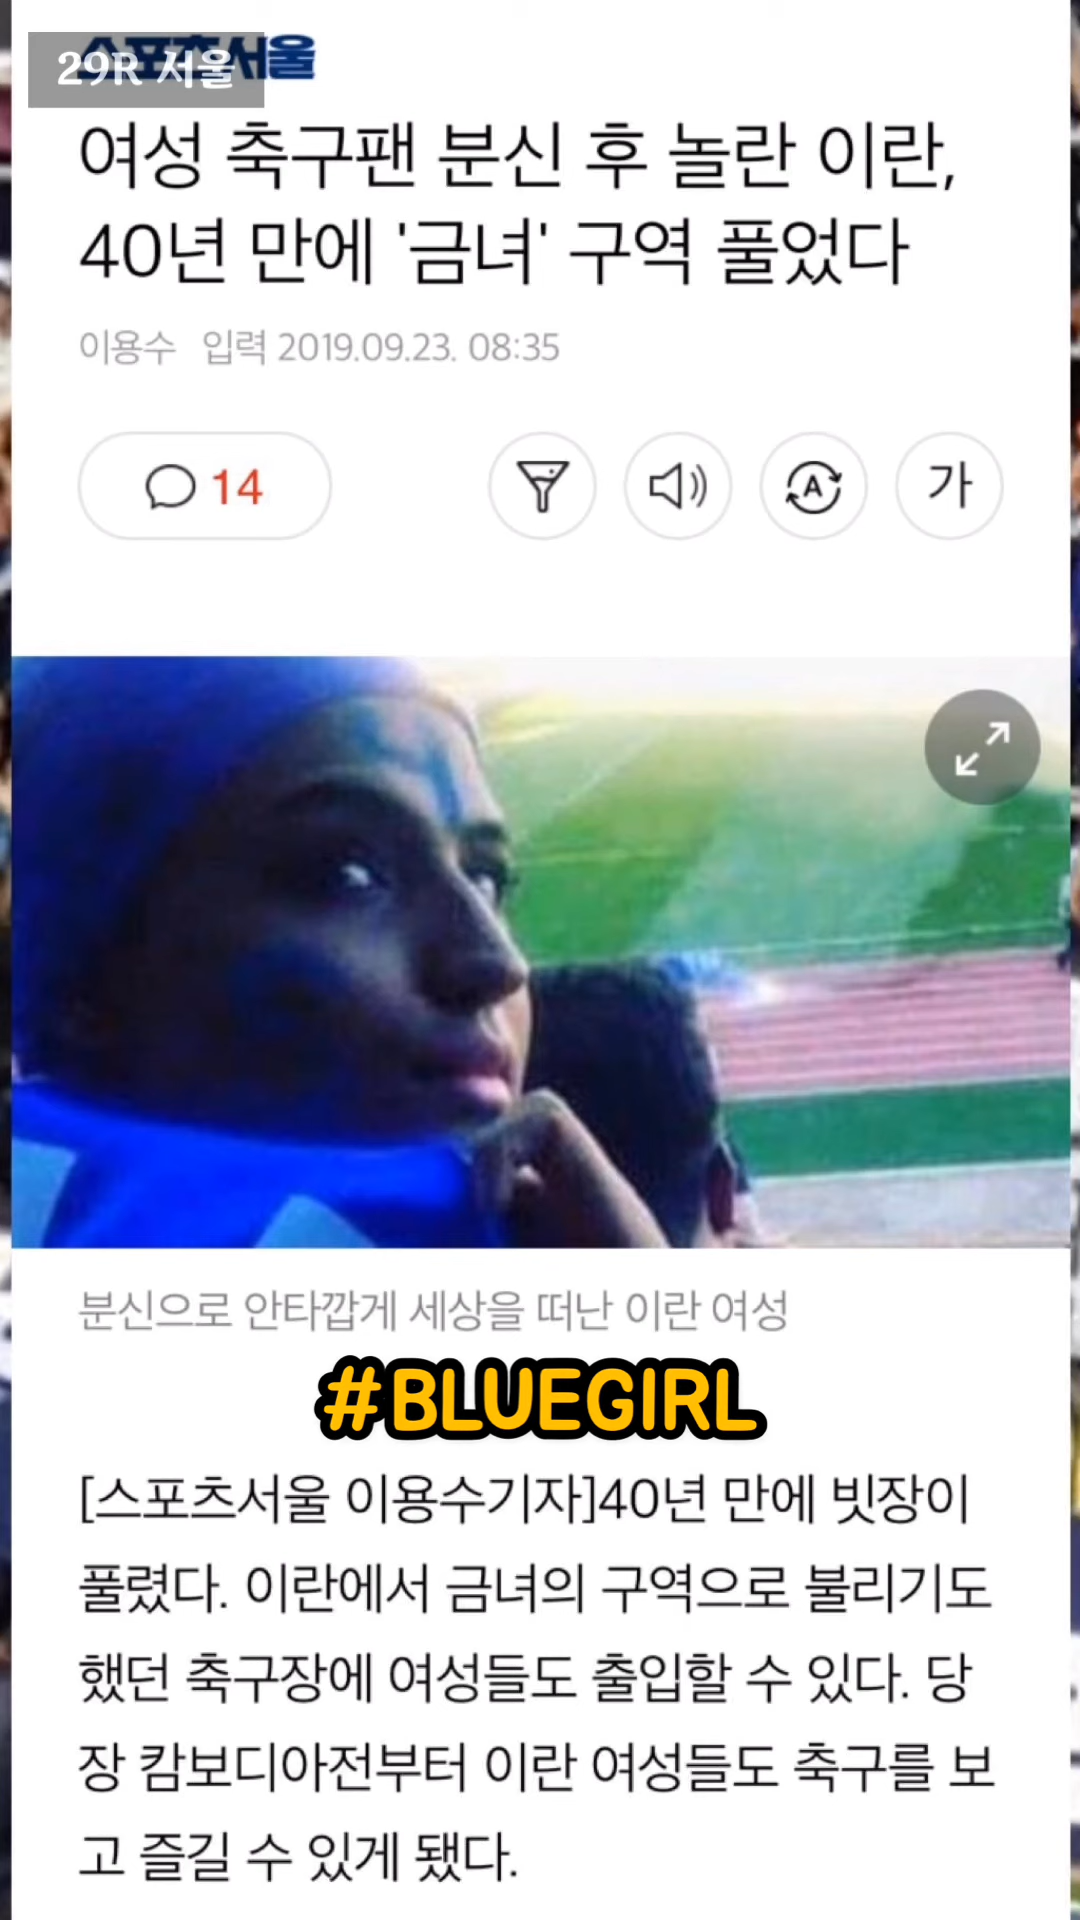 스포츠서울
29R 서울
여성 축구팬 분신 후 놀란 이란,
40년 만에 '금녀' 구역 풀었다
이용수 입력 2019.09.23. 08:35
14
A
가
분신으로 안타깝게 세상을 떠난 이란 여성
#BLUEGIRL
[스포츠서울 이용수기자]40년 만에 빗장이
풀렸다. 이란에서 금녀의 구역으로 불리기도
했던 축구장에 여성들도 출입할 수 있다. 당
장 캄보디아전부터 이란 여성들도 축구를 보
고 즐길 수 있게 됐다.